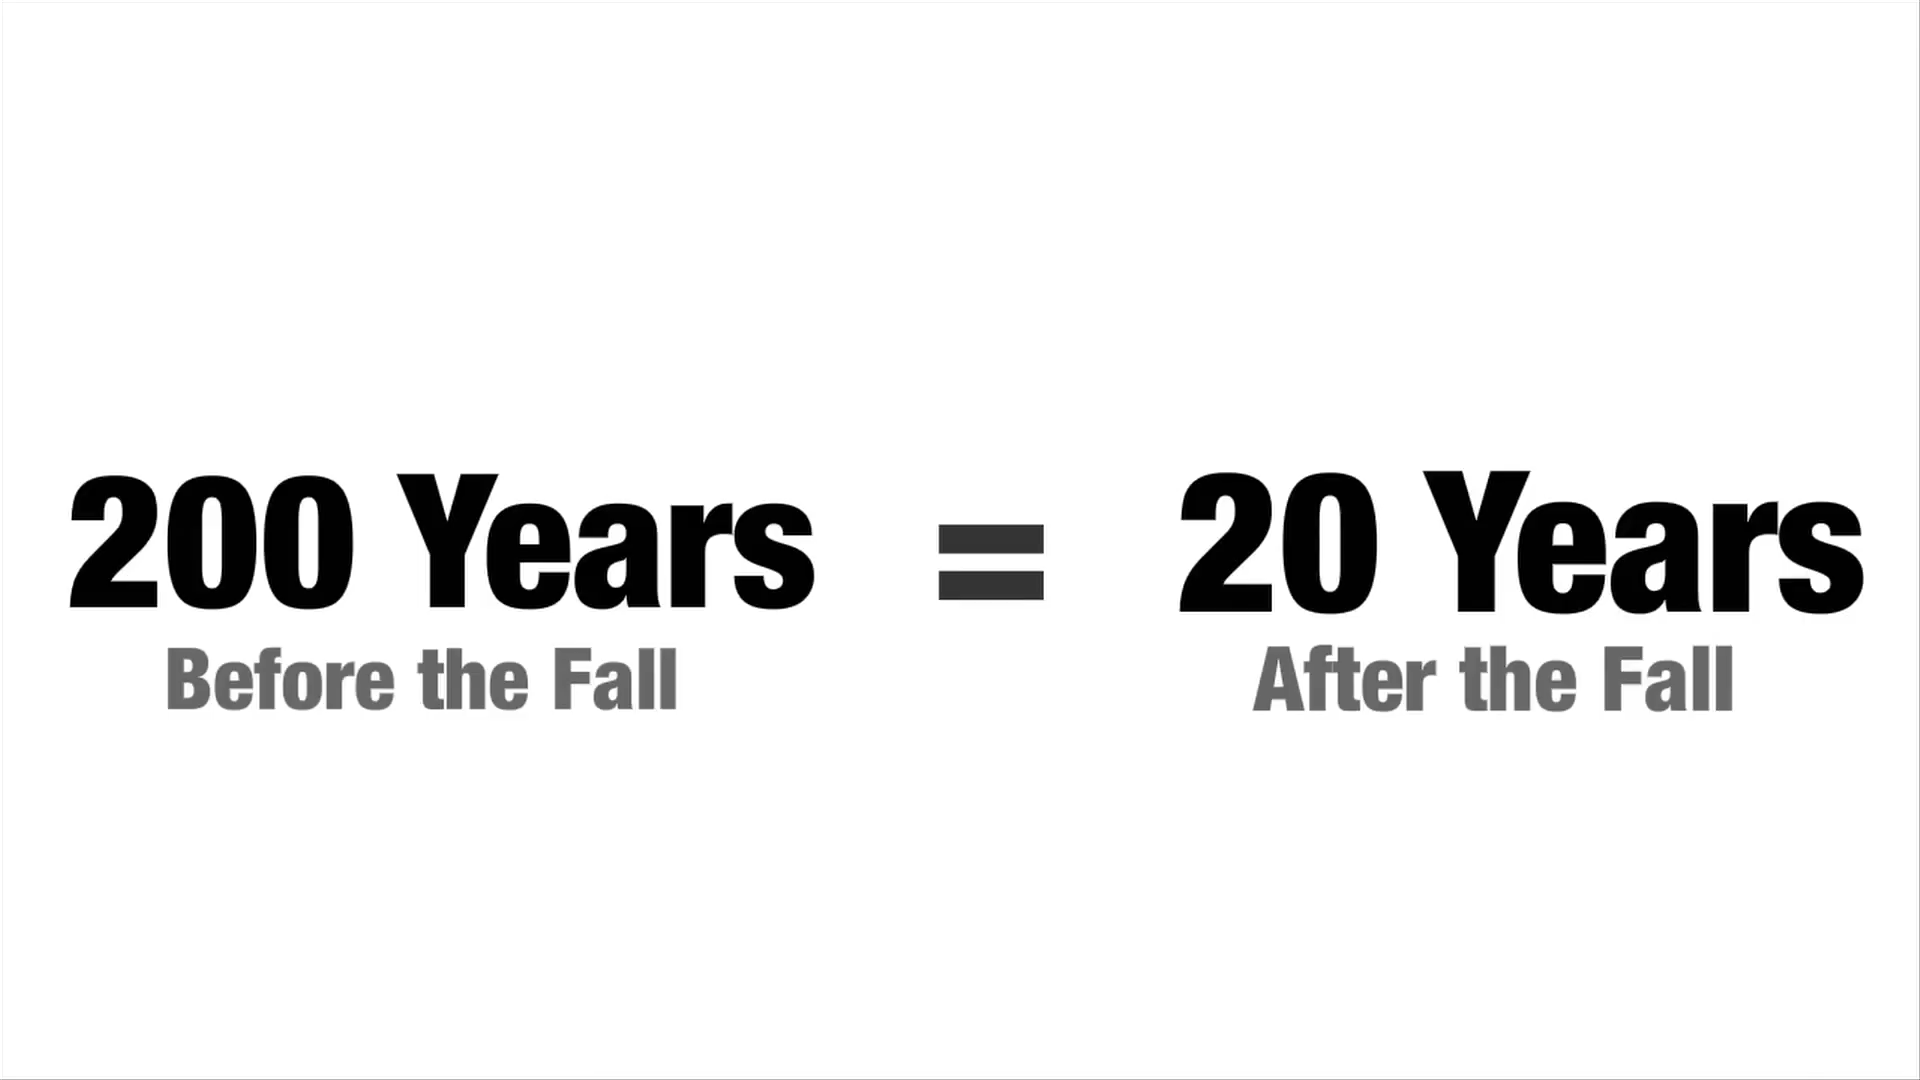 200 Years = 20 Years
Before the Fall After the Fall